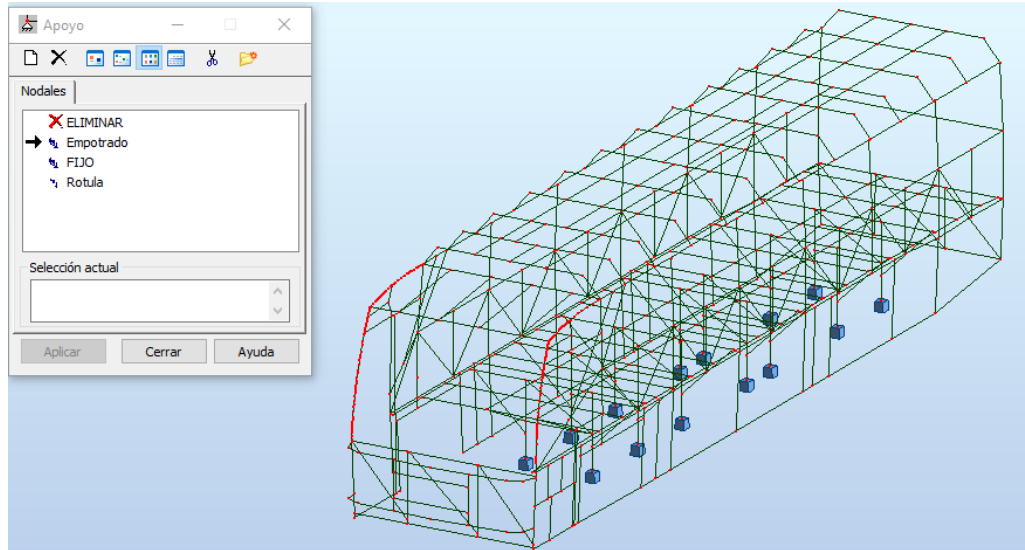 Apoyo
Nodales
ELIMINAR
Empotrado
FIJO
Rotula
Selección actual
Aplicar
Cerrar
Ayuda